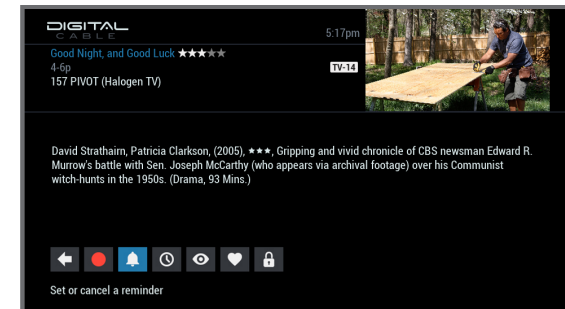 DIGITAL
CABLE
5:17pm
Good Night, and Good Luck ★★★★★
4-6p
TV-14
157 PIVOT (Halogen TV)
David Strathairn, Patricia Clarkson, (2005), ★★★, Gripping and vivid chronicle of CBS newsman Edward R.
Murrow's battle with Sen. Joseph McCarthy (who appears via archival footage) over his Communist
witch-hunts in the 1950s. (Drama, 93 Mins.)
Set or cancel a reminder